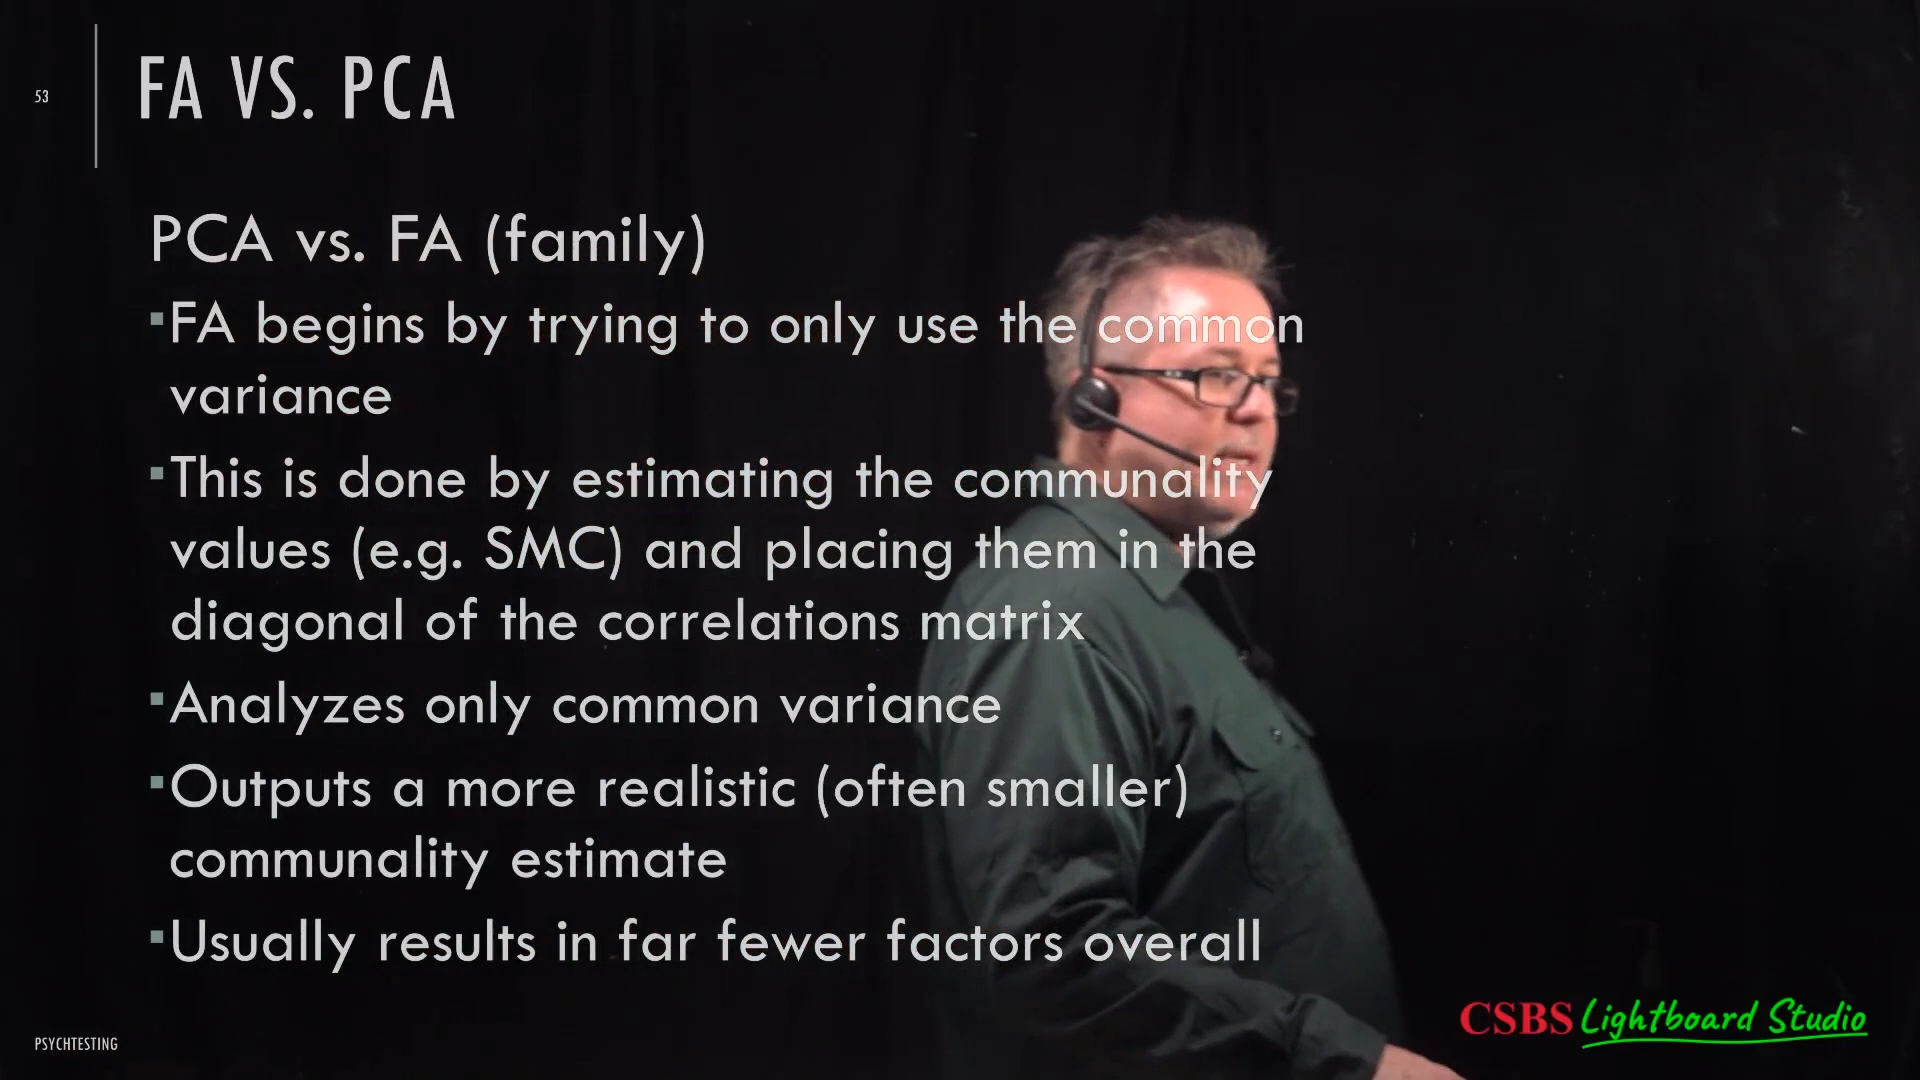 53
FA VS. PCA
PCA vs. FA (family)
▪FA begins by trying to only use the common
variance
▪This is done by estimating the communality
values (e.g. SMC) and placing them in the
diagonal of the correlations matrix
▪Analyzes only common variance
▪Outputs a more realistic (often smaller)
communality estimate
▪Usually results in far fewer factors overall
PSYCHTESTING
CSBS Lightboard Studio